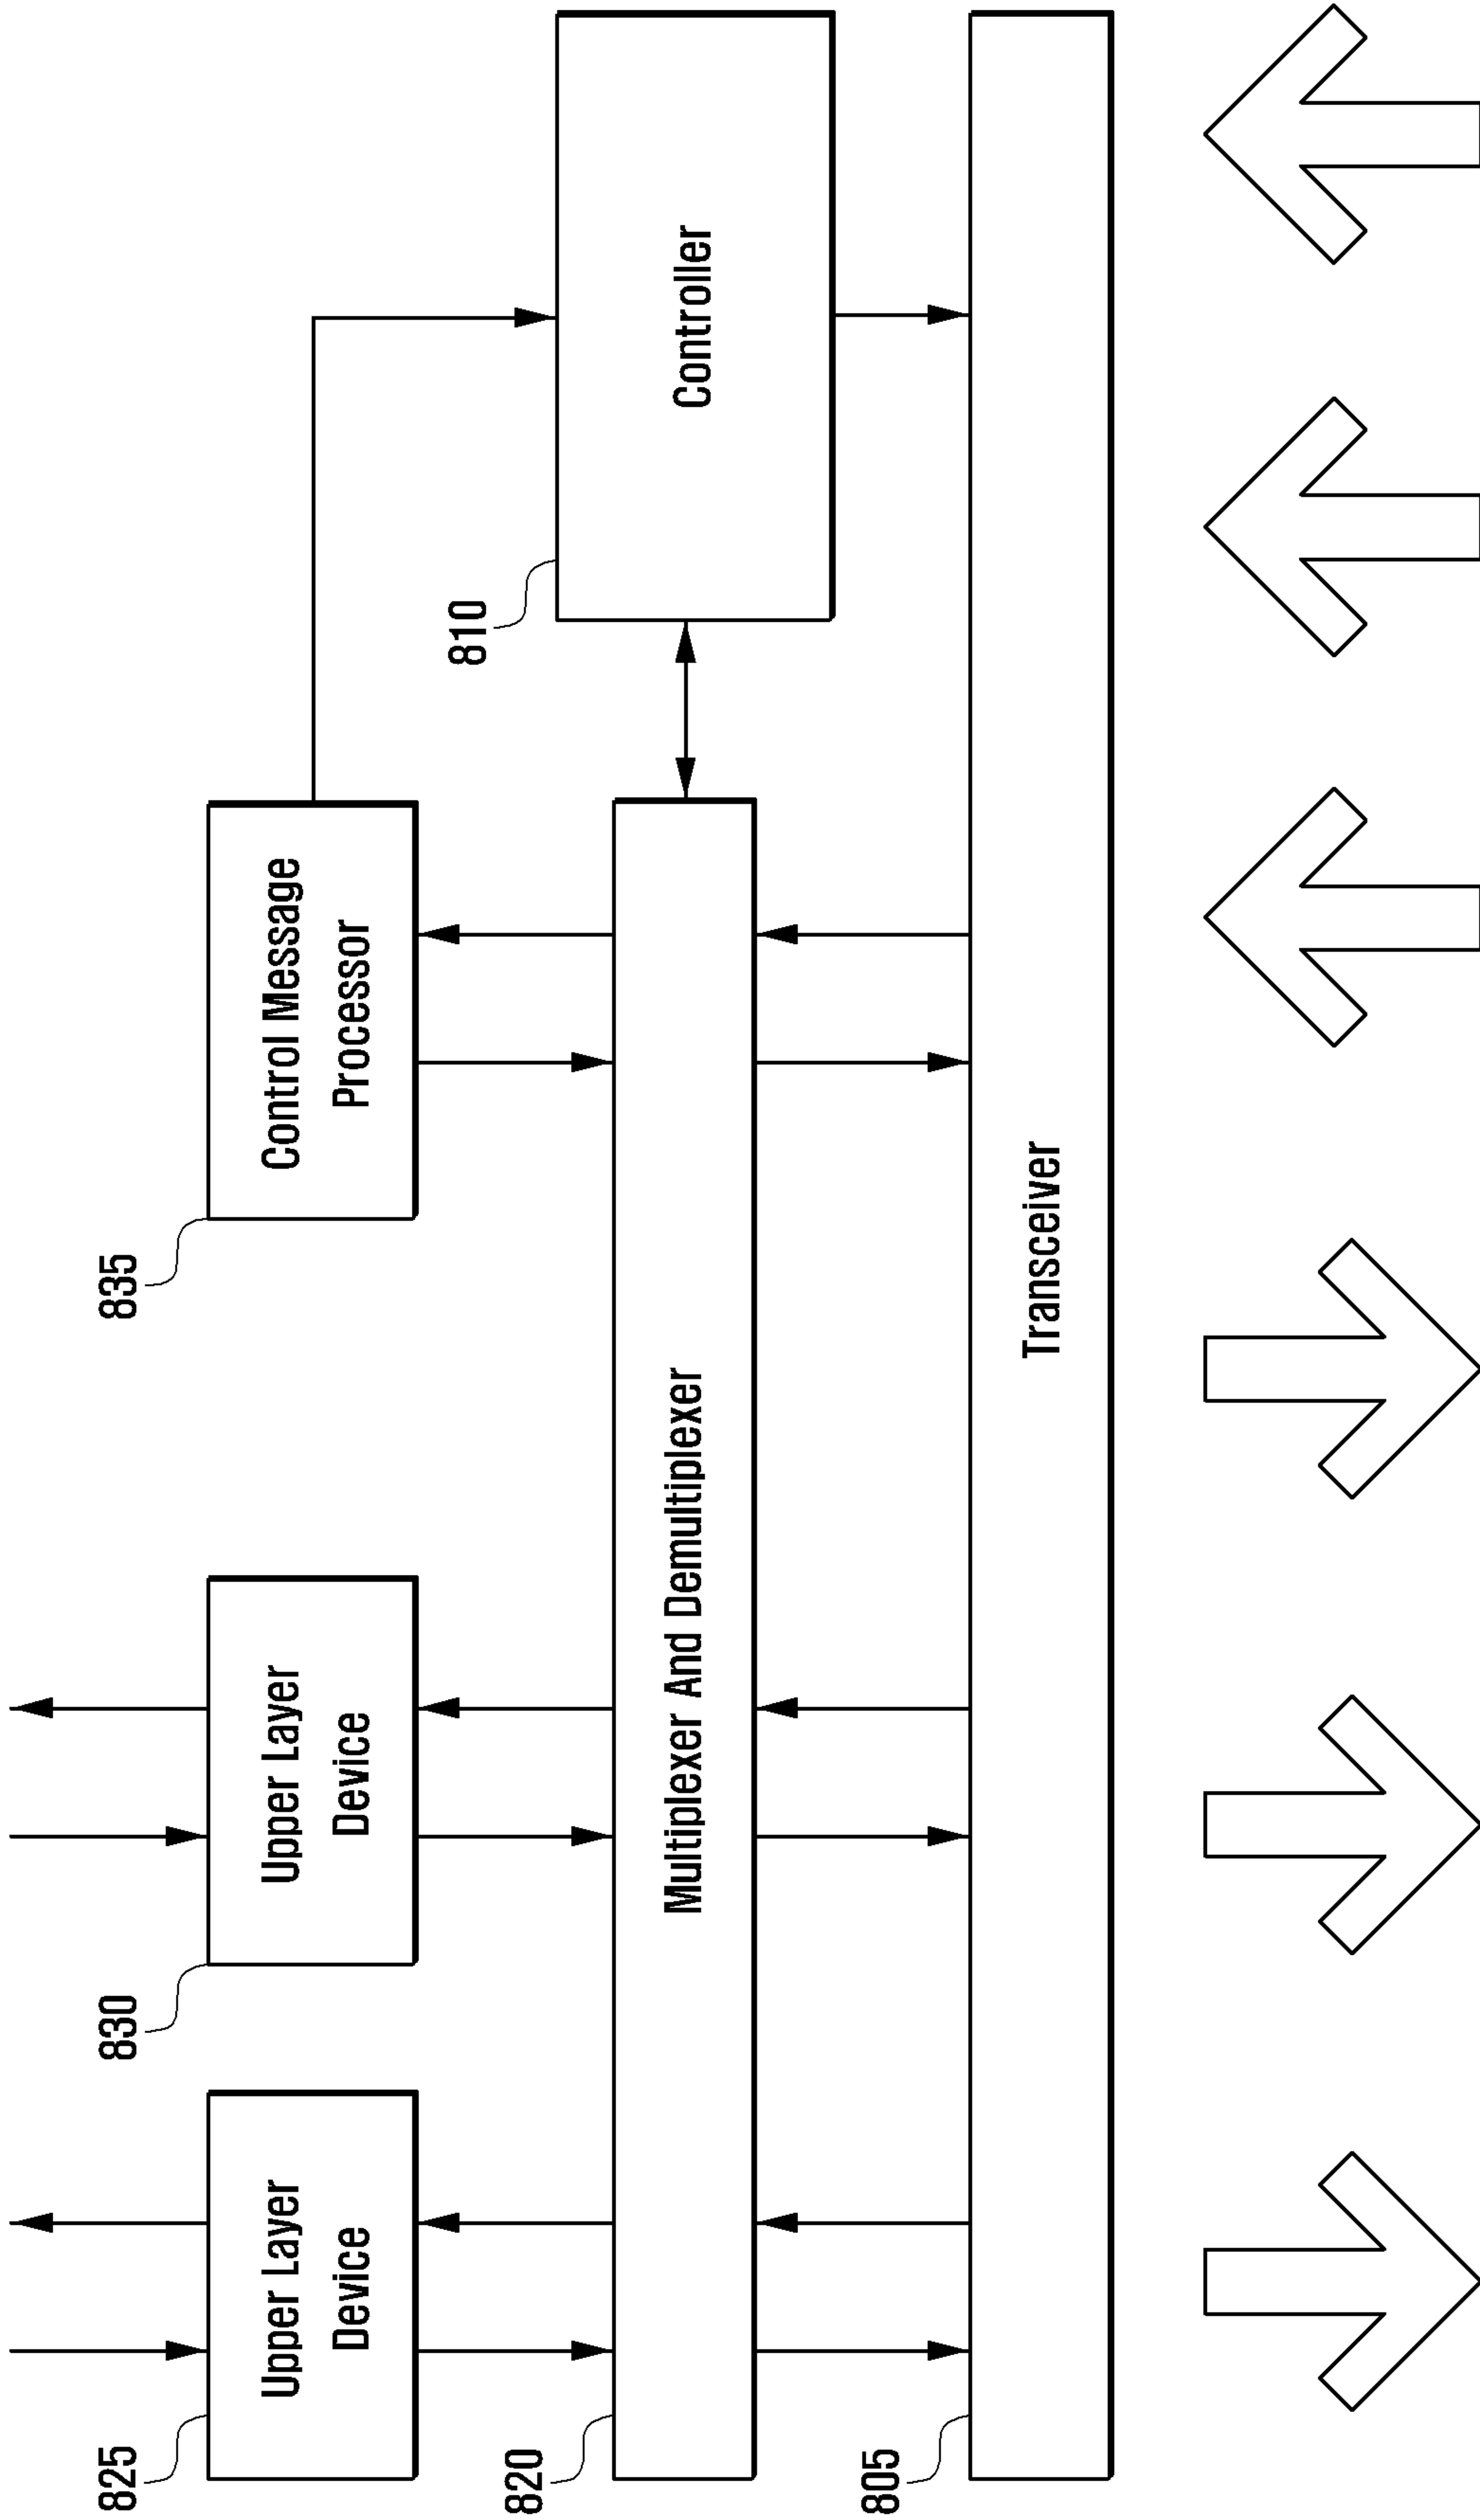 825
Upper Layer
Device
830
Upper Layer
Device
835
Control Message
Processor
810
Controller
820
Multiplexer And Demultiplexer
805
Transceiver